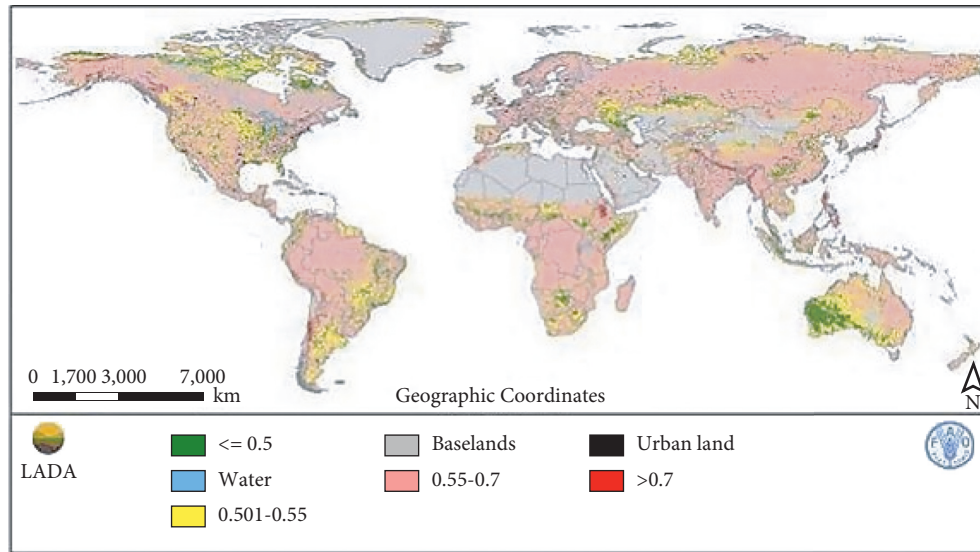 0 1,700 3,000 7,000
km
Geographic Coordinates
N
LADA
<= 0.5
Baselands
Urban land
Water
0.55-0.7
>0.7
0.501-0.55
F A O